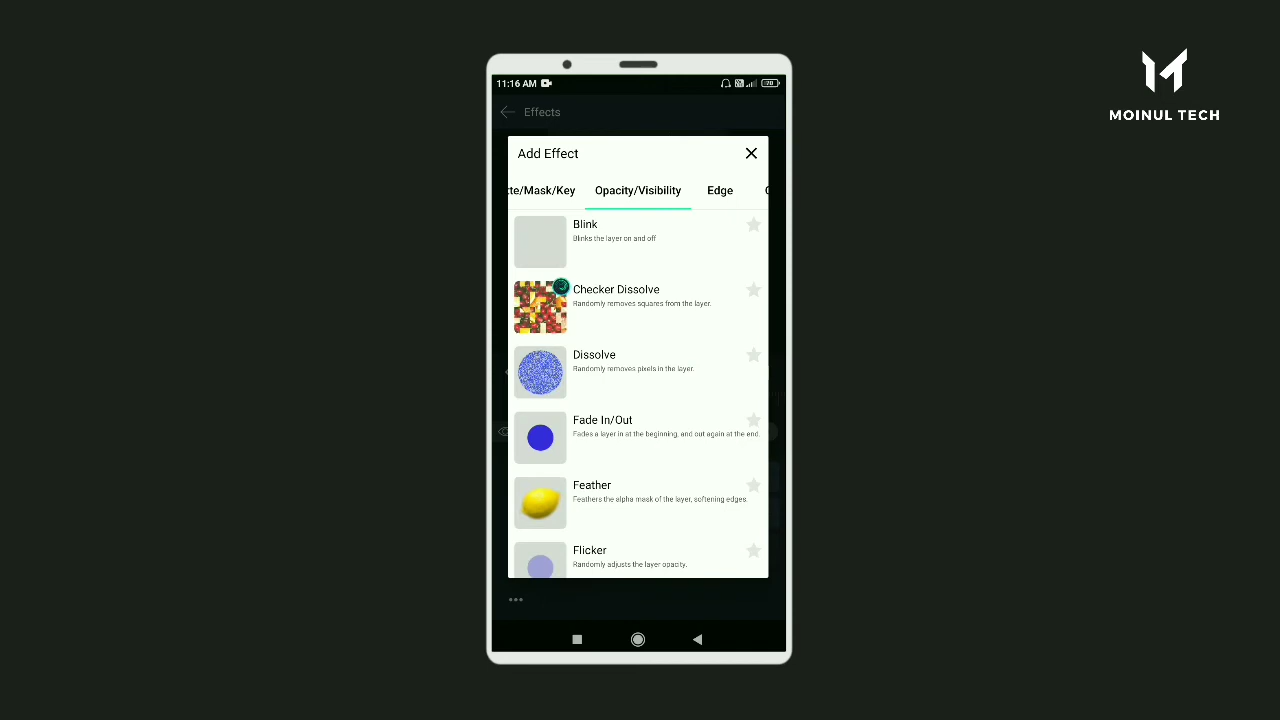 MOINUL TECH
11:16 AM
Effects
Add Effect
te/Mask/Key Opacity/Visibility Edge
Blink
Blinks the layer on and off
Checker Dissolve
Randomly removes squares from the layer.
Dissolve
Randomly removes pixels in the layer.
Fade In/Out
Fades a layer in at the beginning, and out again at the end.
Feather
Feathers the alpha mask of the layer, softening edges.
Flicker
Randomly adjusts the layer opacity.